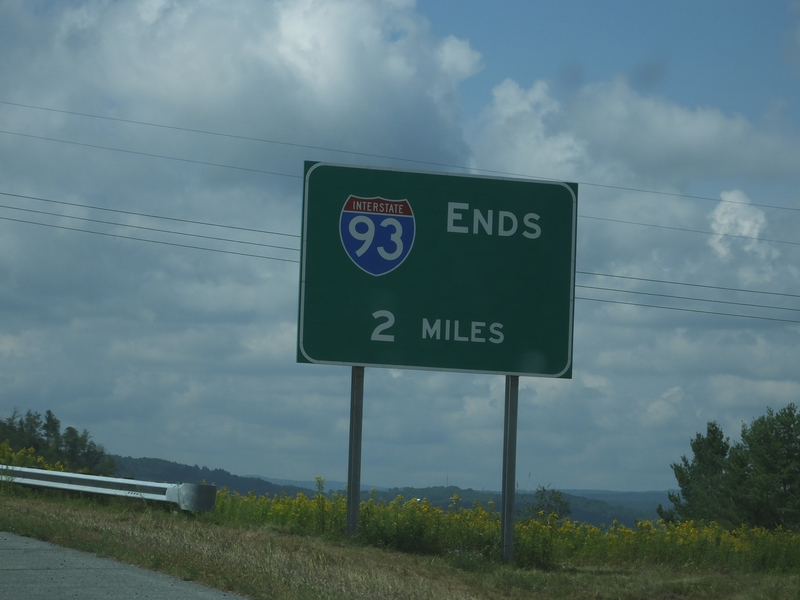 INTERSTATE
93
ENDS
2 MILES